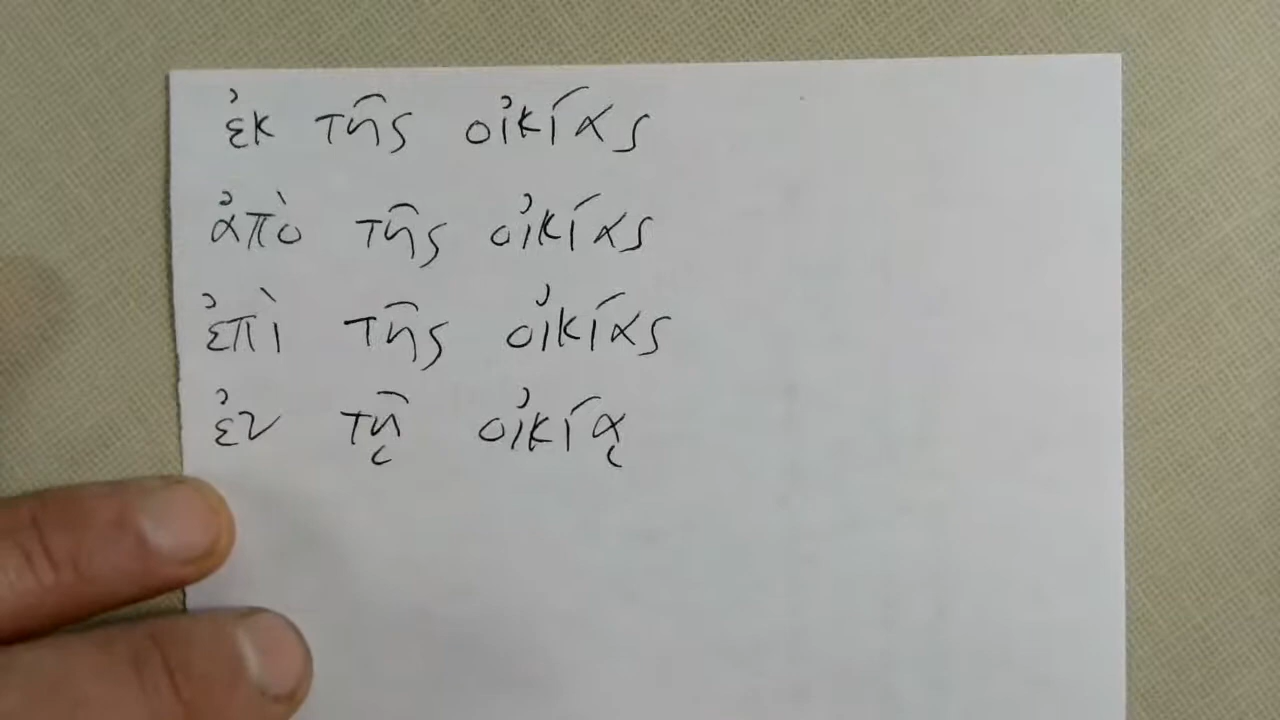 ἐκ τῆς οἰκίας
ἀπὸ τῆς οἰκίας
ἐπὶ τῆς οἰκίας
ἐν τῇ οἰκίᾳ